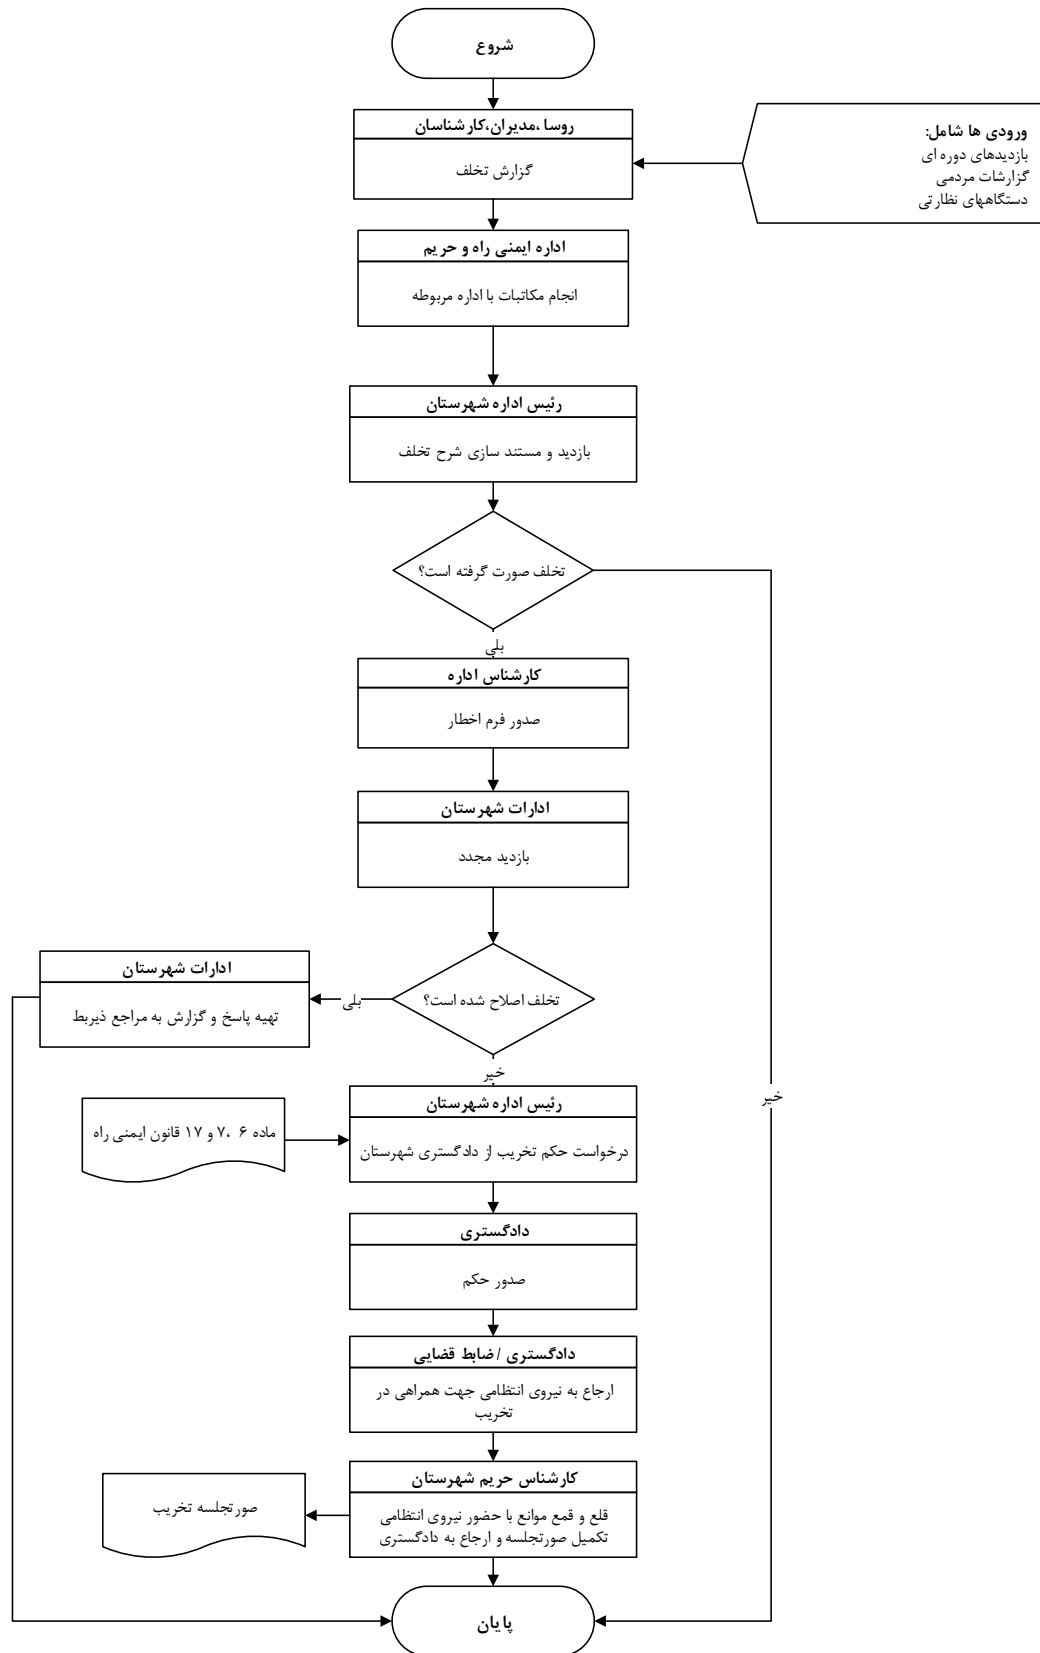 شروع
روسا ،مدیران،کارشناسان
گزارش تخلف
ورودی ها شامل:
بازدیدهای دوره ای
گزارشات مردمی
دستگاههای نظارتی
اداره ایمنی راه و حریم
انجام مکاتبات با اداره مربوطه
رئیس اداره شهرستان
بازدید و مستند سازی شرح تخلف
تخلف صورت گرفته است؟
بلی
کارشناس اداره
صدور فرم اخطار
ادارات شهرستان
بازدید مجدد
تخلف اصلاح شده است؟
بلی
ادارات شهرستان
تهیه پاسخ و گزارش به مراجع ذیربط
خیر
خیر
رئیس اداره شهرستان
درخواست حکم تخریب از دادگستری شهرستان
ماده ۶ ،۷ و ۱۷ قانون ایمنی راه
دادگستری
صدور حکم
دادگستری / ضابط قضایی
ارجاع به نیروی انتظامی جهت همراهی در
تخریب
کارشناس حریم شهرستان
قلع و قمع موانع با حضور نیروی انتظامی
تکمیل صورتجلسه و ارجاع به دادگستری
صورتجلسه تخریب
پایان